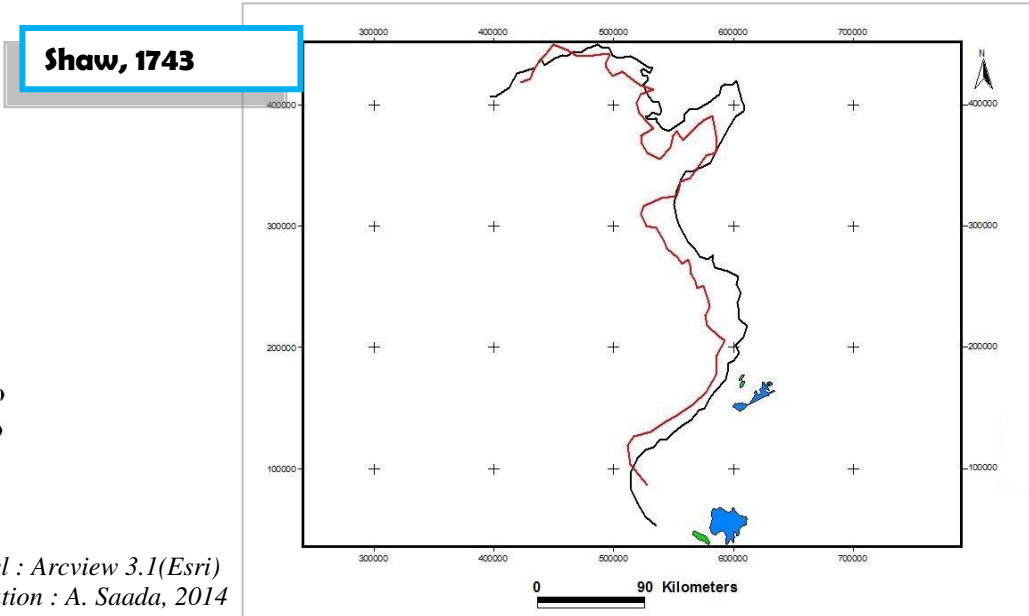 Shaw, 1743
300000 400000 500000 600000 700000
N
400000 400000
300000 300000
200000 200000
100000 100000
300000 400000 500000 600000 700000
0 90 Kilometers
l : Arcview 3.1(Esri)
tion : A. Saada, 2014